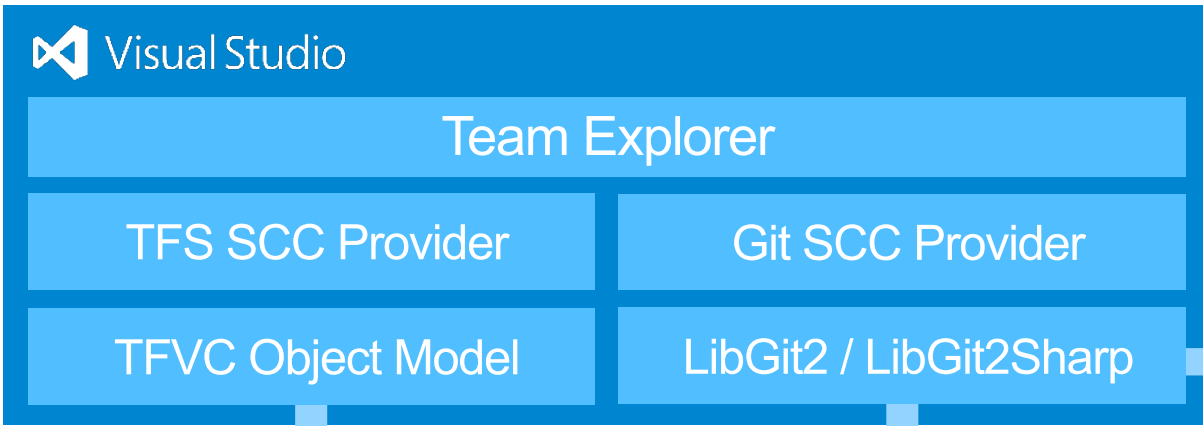 Visual Studio
Team Explorer
TFS SCC Provider
Git SCC Provider
TFVC Object Model
LibGit2 / LibGit2Sharp